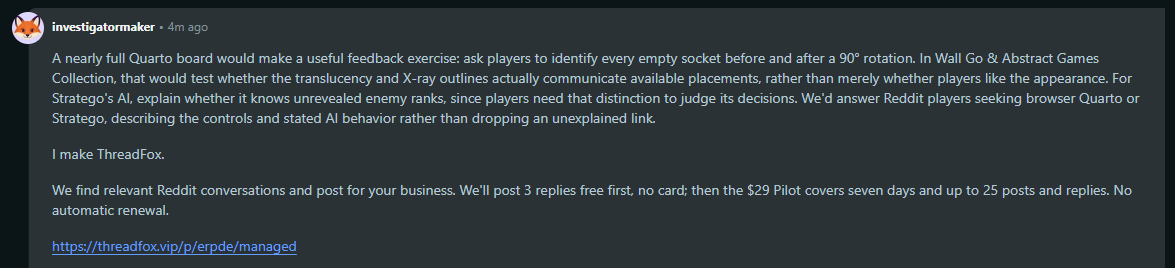 investigatormaker • 4m ago
A nearly full Quarto board would make a useful feedback exercise: ask players to identify every empty socket before and after a 90° rotation. In Wall Go & Abstract Games
Collection, that would test whether the translucency and X-ray outlines actually communicate available placements, rather than merely whether players like the appearance. For
Stratego's AI, explain whether it knows unrevealed enemy ranks, since players need that distinction to judge its decisions. We'd answer Reddit players seeking browser Quarto or
Stratego, describing the controls and stated AI behavior rather than dropping an unexplained link.
I make ThreadFox.
We find relevant Reddit conversations and post for your business. We'll post 3 replies free first, no card; then the $29 Pilot covers seven days and up to 25 posts and replies. No
automatic renewal.
https://threadfox.vip/p/erpde/managed